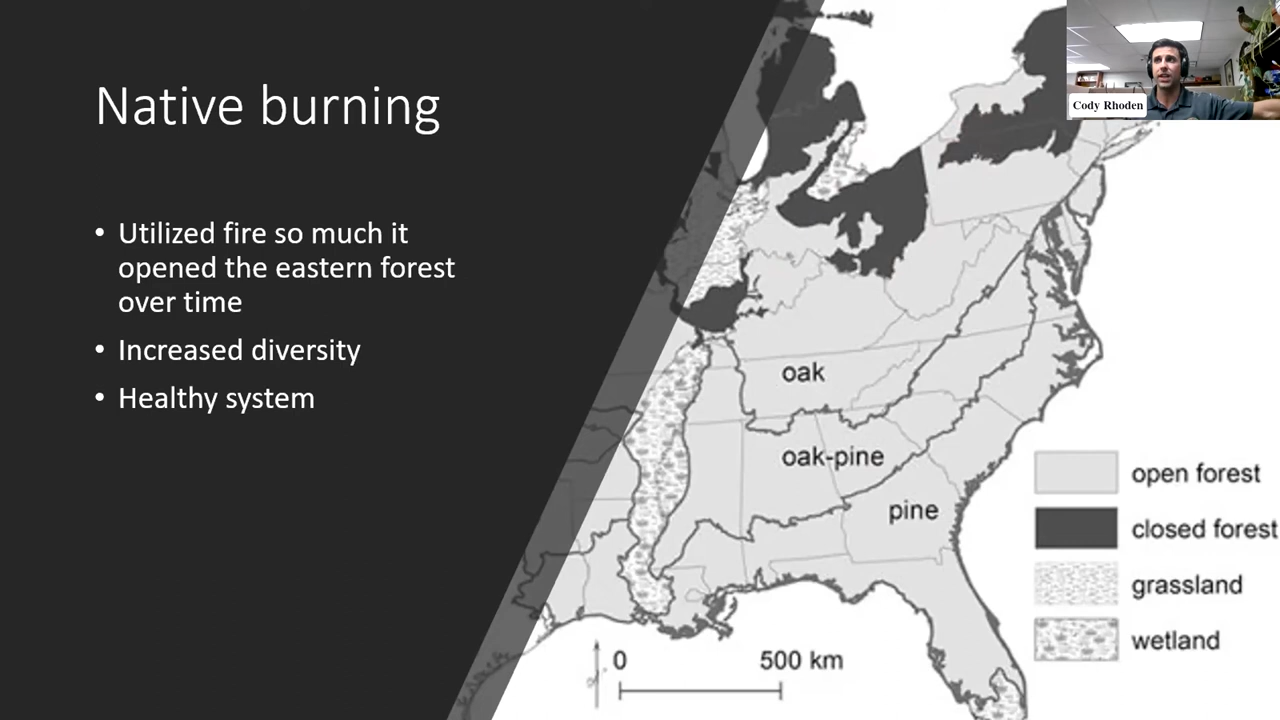 Native burning
• Utilized fire so much it
opened the eastern forest
over time
• Increased diversity
• Healthy system
Cody Rhoden
oak
oak-pine
pine
open forest
closed forest
grassland
wetland
0 500 km